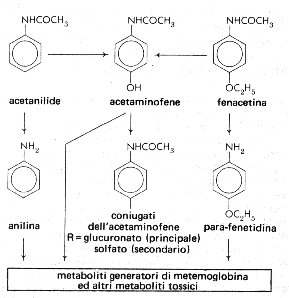 NHCOCH₃ NHCOCH₃ NHCOCH₃
OH OC₂H₅
acetanilide acetaminofene fenacetina
NH₂ NHCOCH₃ NH₂
OC₂H₅
anilina coniugati para-fenetidina
dell'acetaminofene
R = glucuronato (principale)
solfato (secondario)
metaboliti generatori di metemoglobina
ed altri metaboliti tossici